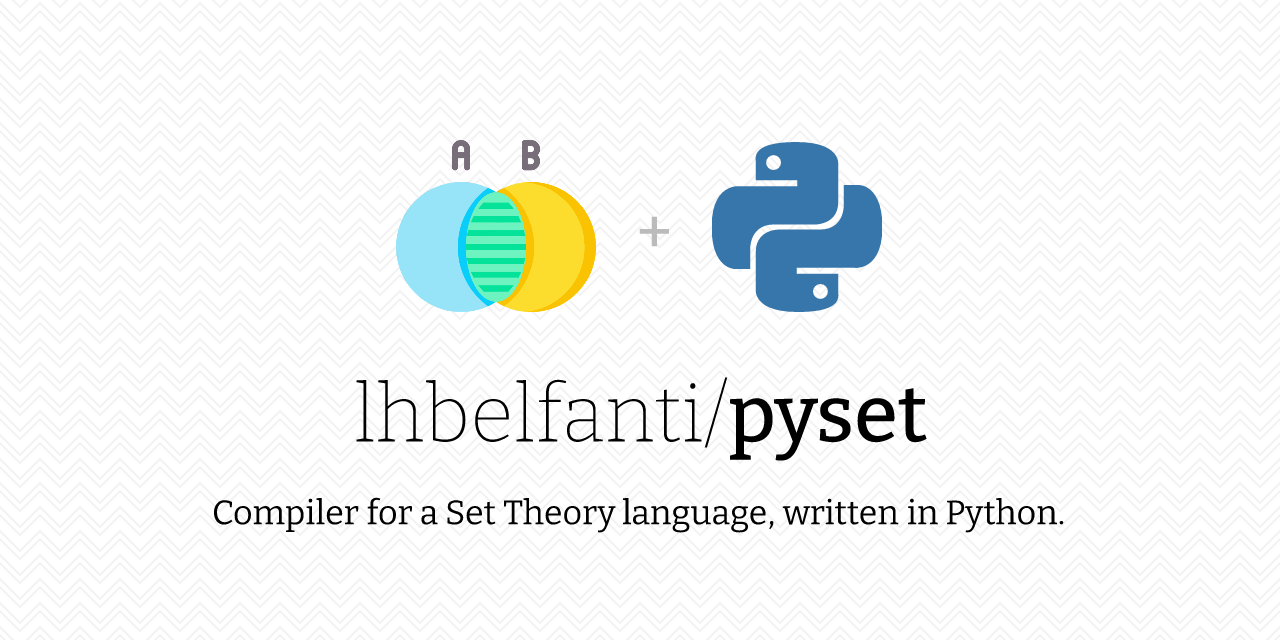 A B
+
lhbelfanti/pyset
Compiler for a Set Theory language, written in Python.